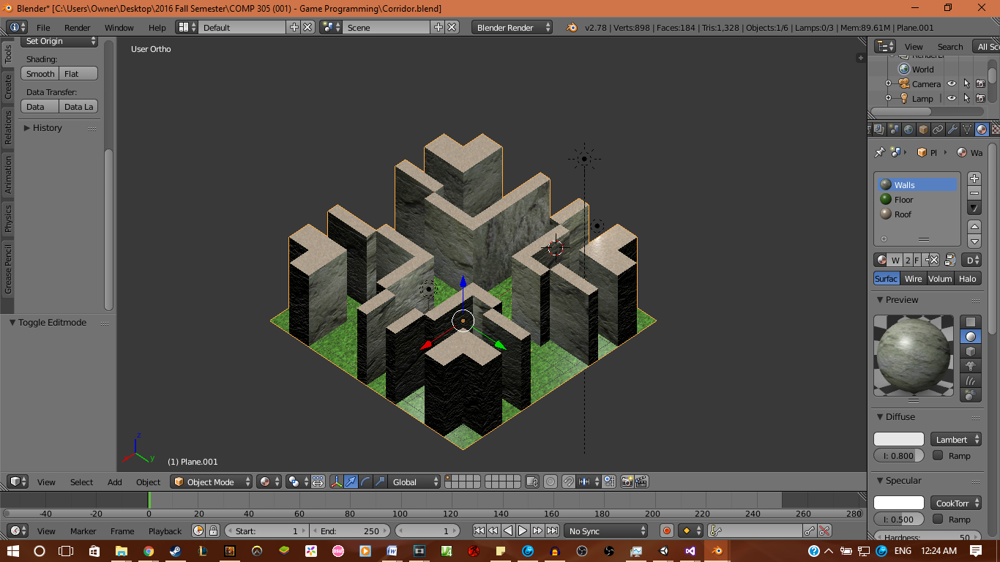 Blender* [C:\Users\Owner\Desktop\2016 Fall Semester\COMP 305 (001) - Game Programming\Corridor.blend]
File Render Window Help Default Scene Blender Render v2.78 | Verts:898 | Faces:184 | Tris:1,328 | Objects:1/6 | Lamps:0/3 | Mem:89.61M | Plane.001
Tools
Create
Relations
Animation
Physics
Grease Pencil
Set Origin
Shading:
Smooth Flat
Data Transfer:
Data Data La
History
Toggle Editmode
User Ortho
z
y
(1) Plane.001
View Search All Sc
World
Camera
Lamp
Pl Wa
Walls
Floor
Roof
W 2 F D
Surfac Wire Volum Halo
Preview
Diffuse
Lambert
I: 0.800 Ramp
Specular
CookTorr
I: 0.500 Ramp
Hardness: 50
View Select Add Object Object Mode Global
-40 -20 0 20 40 60 80 100 120 140 160 180 200 220 240 260 280
View Marker Frame Playback Start: 1 End: 250 1 No Sync
osu! ENG 12:24 AM